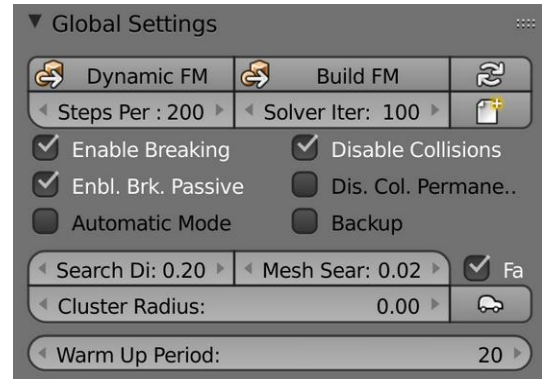 Global Settings
Dynamic FM Build FM
Steps Per : 200 Solver Iter: 100
Enable Breaking Disable Collisions
Enbl. Brk. Passive Dis. Col. Permane..
Automatic Mode Backup
Search Di: 0.20 Mesh Sear: 0.02 Fa
Cluster Radius: 0.00
Warm Up Period: 20